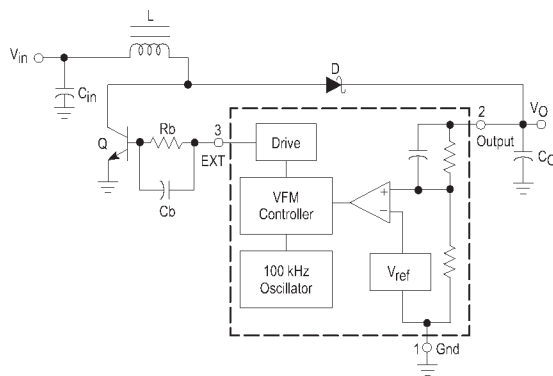 L
Vin
Cin
D
VO
2
Output
CO
Q
Rb
3
EXT
Cb
Drive
VFM
Controller
100 kHz
Oscillator
+
−
Vref
1 Gnd